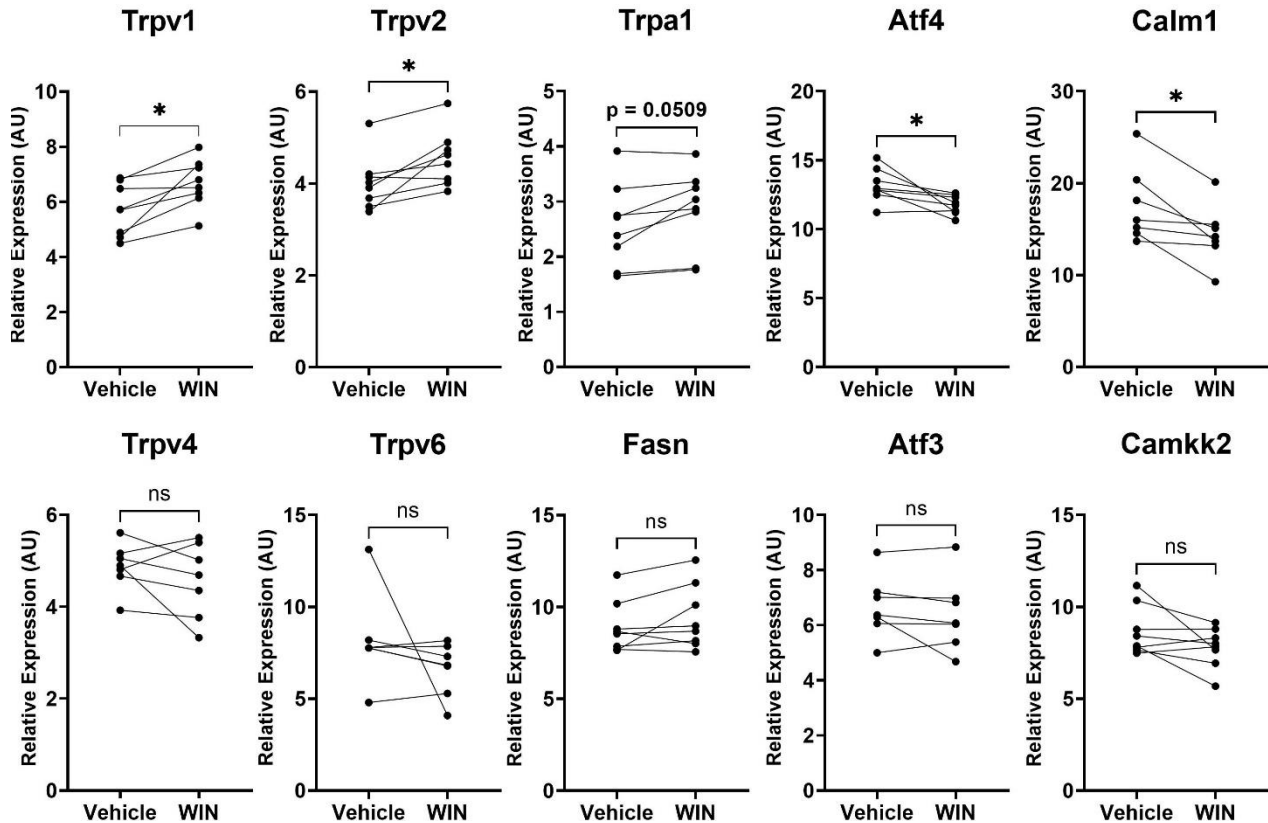 Trpv1 Trpv2 Trpa1 Atf4 Calm1
Relative Expression (AU)
10
8
6
4
2
0
*
Vehicle WIN
Relative Expression (AU)
6
4
2
0
*
Vehicle WIN
Relative Expression (AU)
5
4
3
2
1
0
p = 0.0509
Vehicle WIN
Relative Expression (AU)
20
15
10
5
0
*
Vehicle WIN
Relative Expression (AU)
30
20
10
0
*
Vehicle WIN
Trpv4 Trpv6 Fasn Atf3 Camkk2
Relative Expression (AU)
6
4
2
0
ns
Vehicle WIN
Relative Expression (AU)
15
10
5
0
ns
Vehicle WIN
Relative Expression (AU)
15
10
5
0
ns
Vehicle WIN
Relative Expression (AU)
10
8
6
4
2
0
ns
Vehicle WIN
Relative Expression (AU)
15
10
5
0
ns
Vehicle WIN